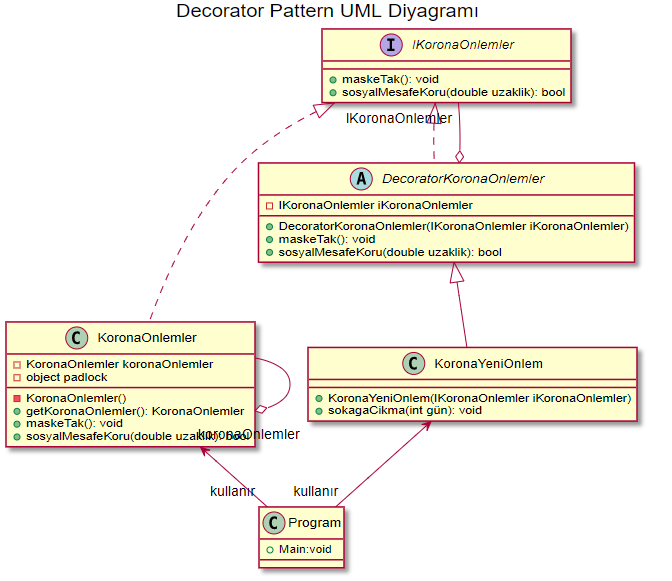 Decorator Pattern UML Diyagramı
I IKoronaOnlemler
maskeTak(): void
sosyalMesafeKoru(double uzaklik): bool
IKoronaOnlemler
A DecoratorKoronaOnlemler
IKoronaOnlemler iKoronaOnlemler
DecoratorKoronaOnlemler(IKoronaOnlemler iKoronaOnlemler)
maskeTak(): void
sosyalMesafeKoru(double uzaklik): bool
C KoronaOnlemler
KoronaOnlemler koronaOnlemler
object padlock
KoronaOnlemler()
getKoronaOnlemler(): KoronaOnlemler
maskeTak(): void
sosyalMesafeKoru(double uzaklik): bool
koronaOnlemler
C KoronaYeniOnlem
KoronaYeniOnlem(IKoronaOnlemler iKoronaOnlemler)
sokagaCikma(int gün): void
kullanır
kullanır
C Program
Main:void